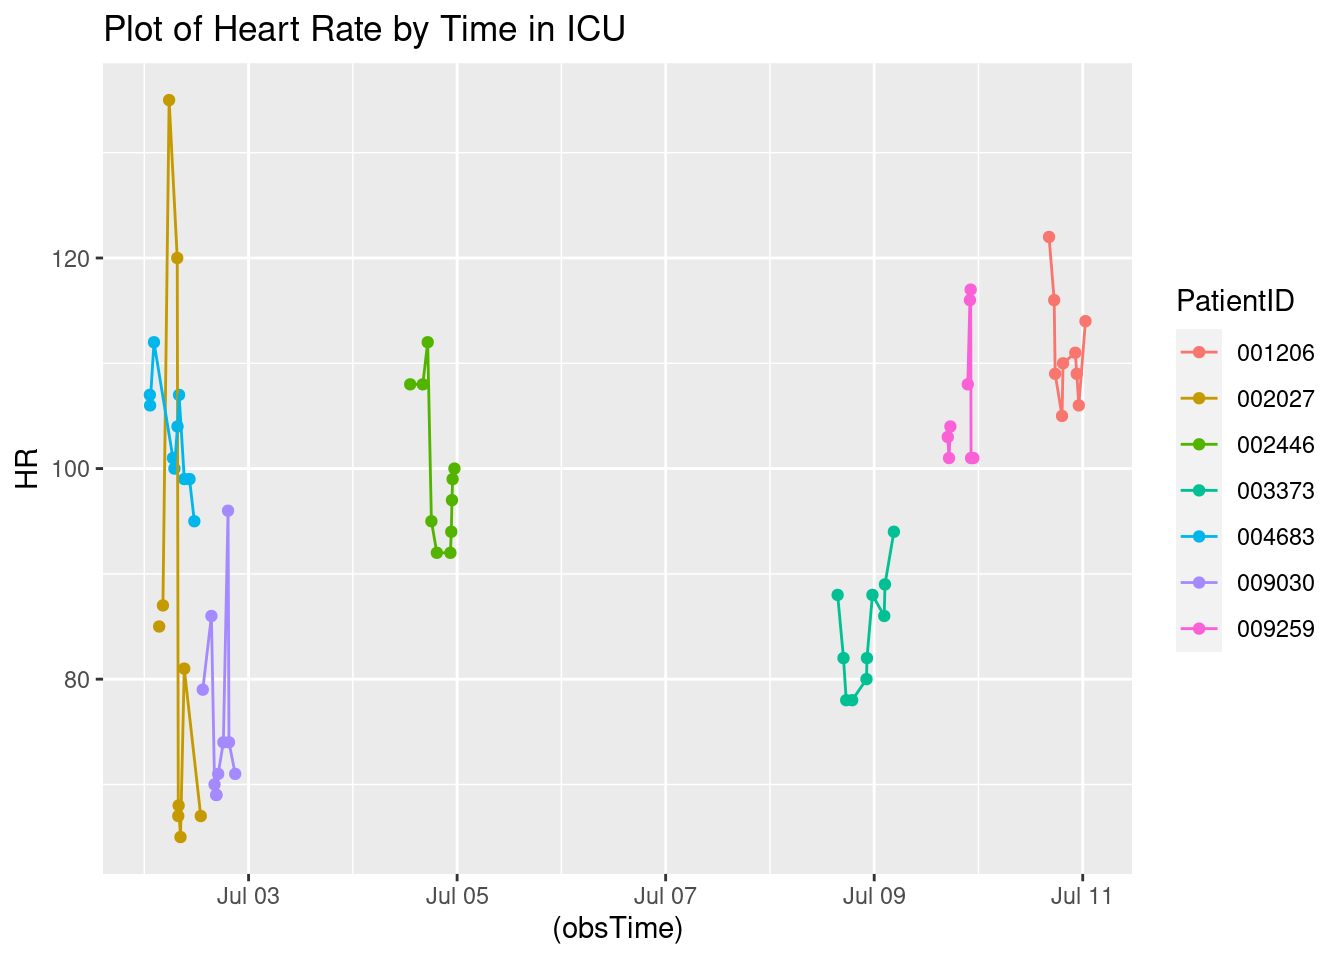 Plot of Heart Rate by Time in ICU
HR
120
100
80
Jul 03
Jul 05
Jul 07
Jul 09
Jul 11
(obsTime)
PatientID
001206
002027
002446
003373
004683
009030
009259